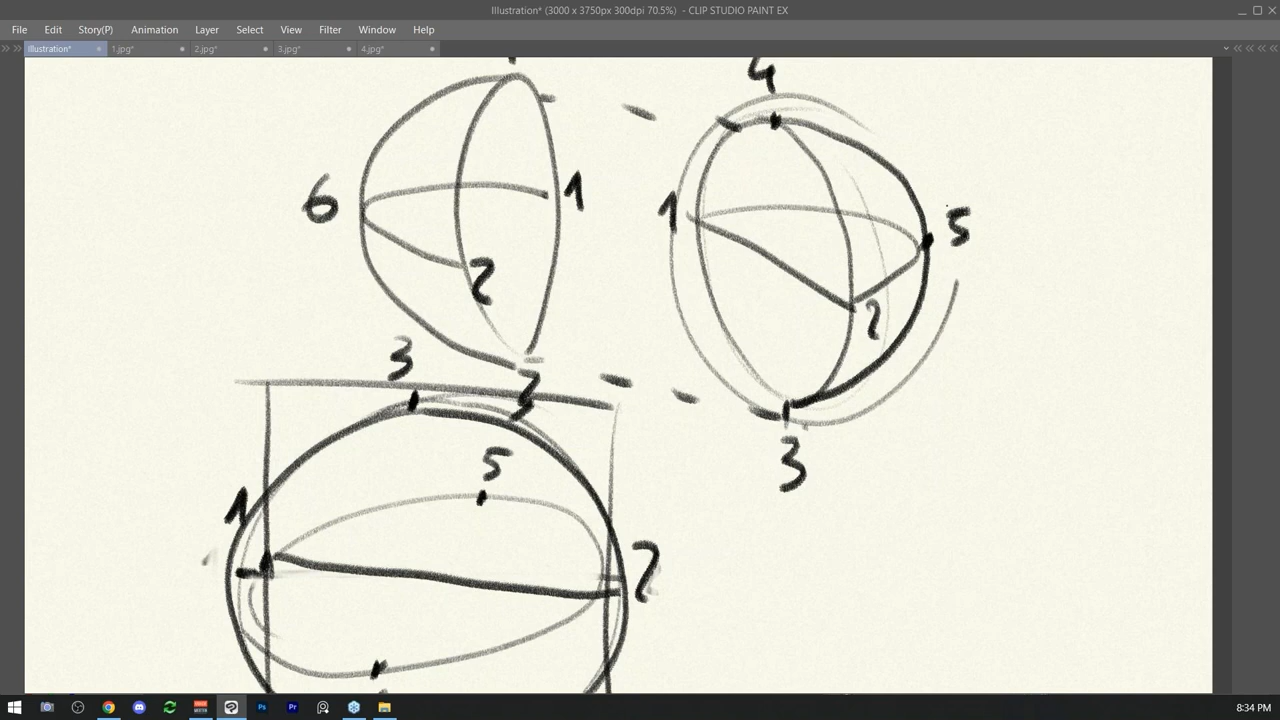 Illustration* (3000 x 3750px 300dpi 70.5%) - CLIP STUDIO PAINT EX
File Edit Story(P) Animation Layer Select View Filter Window Help
Illustration* 1.jpg* 2.jpg* 3.jpg* 4.jpg*
4
6 1 1 5
2 2
3
3
3
5
1
2
8:34 PM